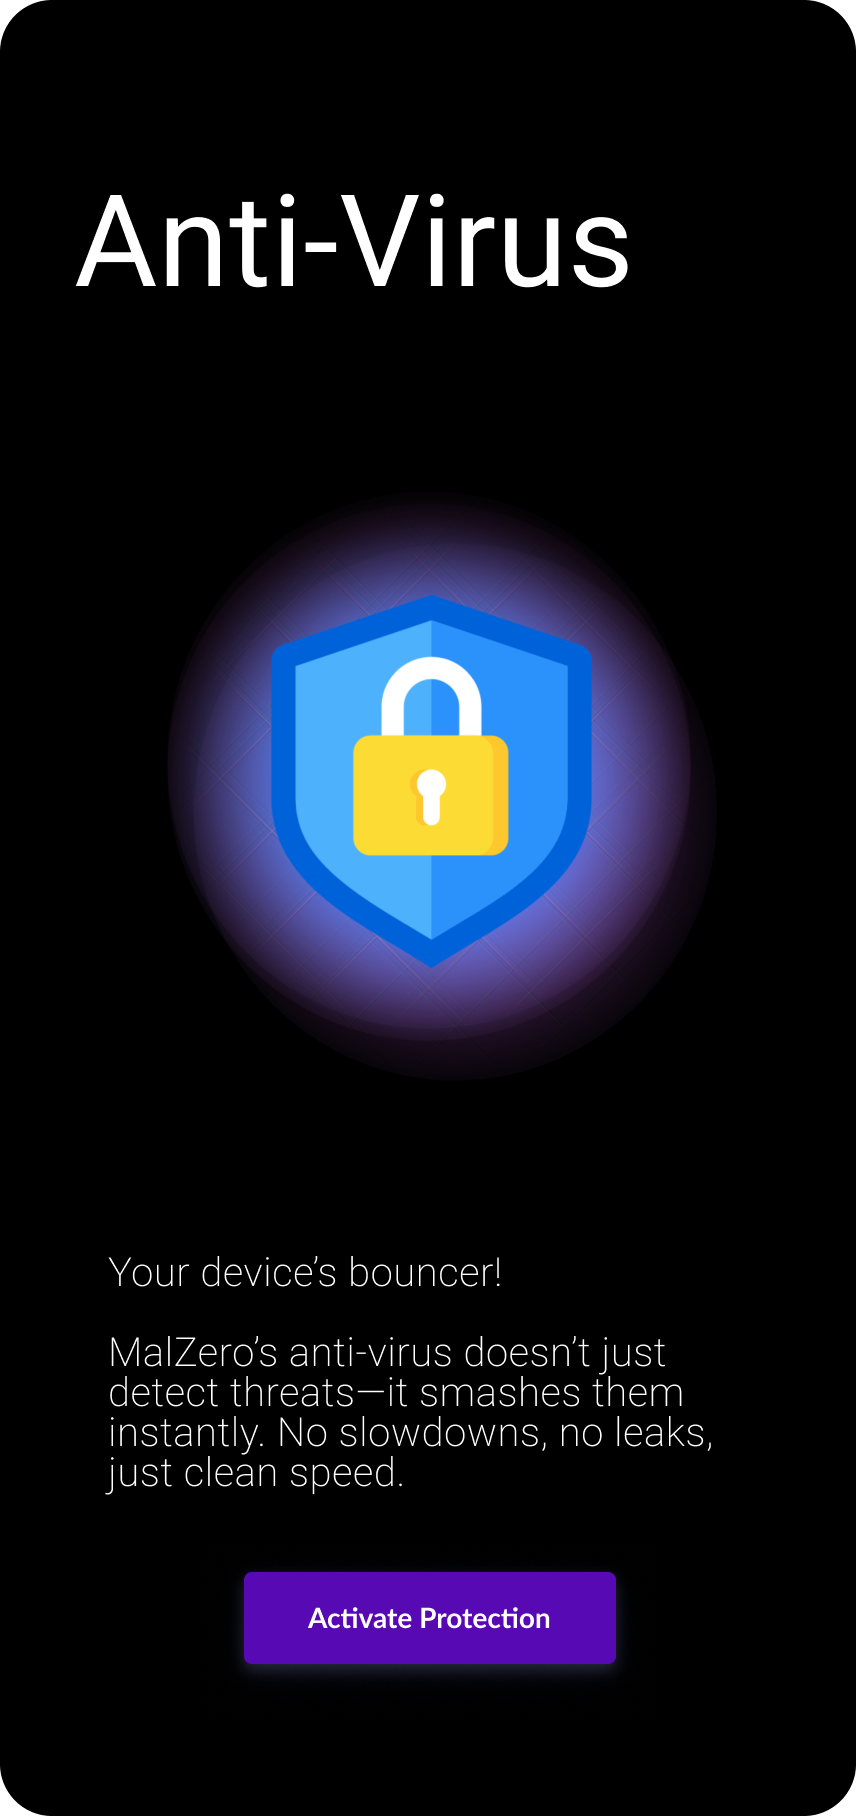 Anti-Virus
Your device’s bouncer!
MalZero’s anti-virus doesn’t just
detect threats—it smashes them
instantly. No slowdowns, no leaks,
just clean speed.
Activate Protection